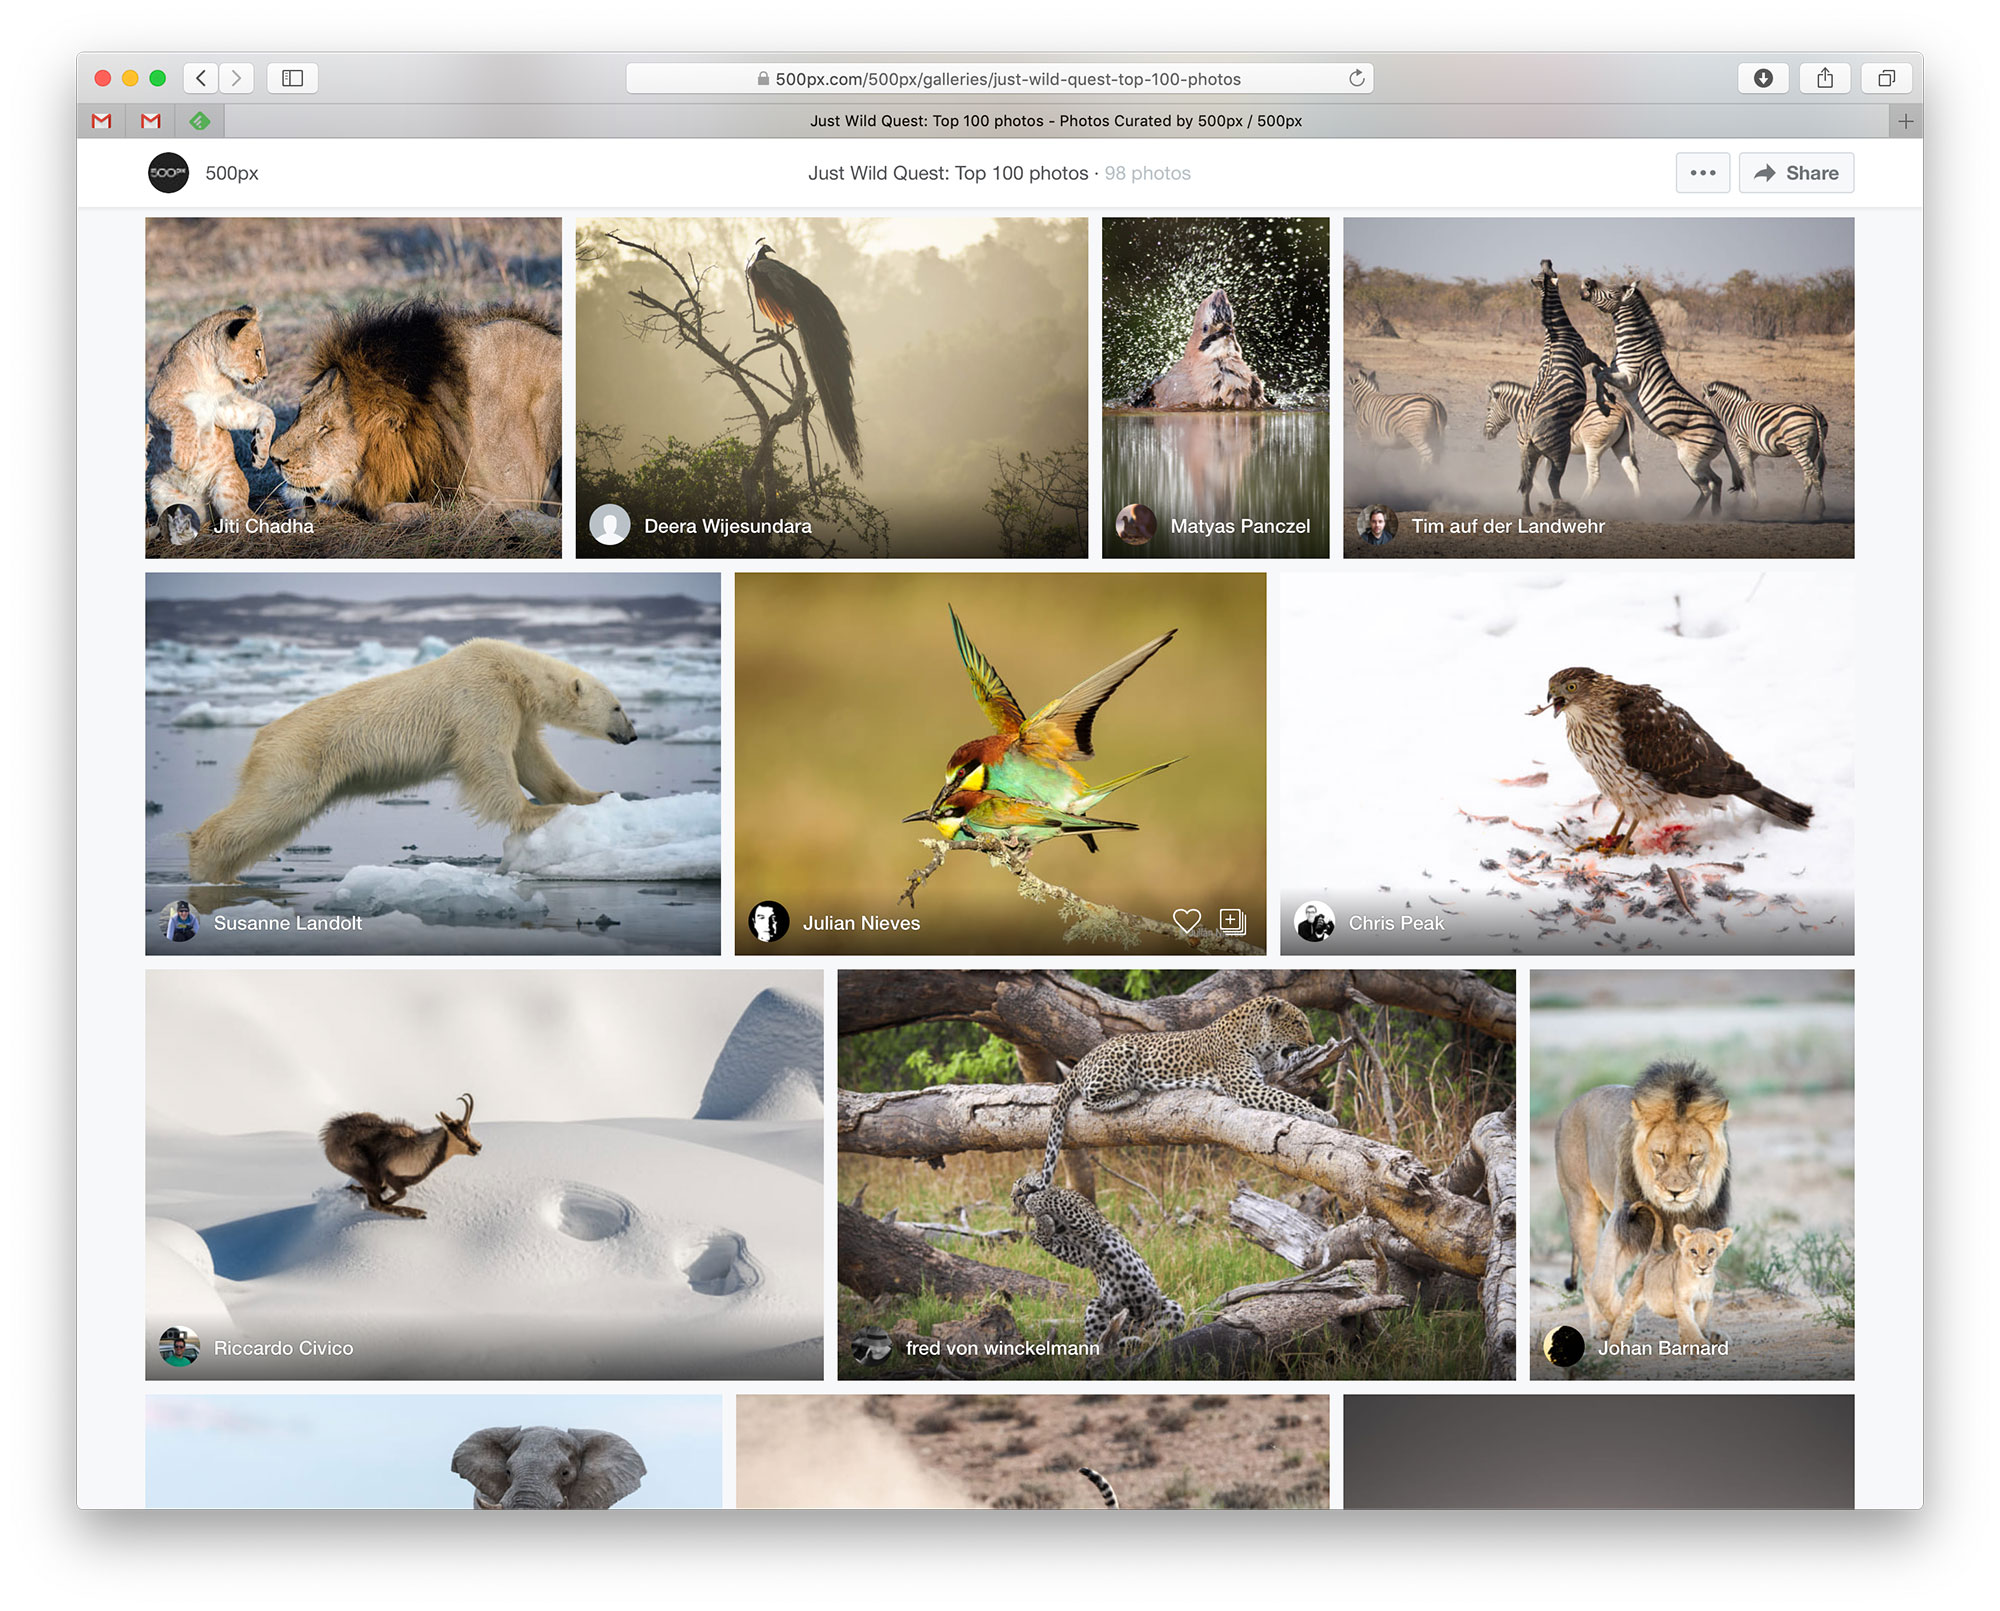 500px.com/500px/galleries/just-wild-quest-top-100-photos
Just Wild Quest: Top 100 photos - Photos Curated by 500px / 500px
500px
500px
Just Wild Quest: Top 100 photos · 98 photos
Share
Jiti Chadha
Deera Wijesundara
Matyas Panczel
Tim auf der Landwehr
Susanne Landolt
Julian Nieves
Chris Peak
Riccardo Civico
fred von winckelmann
Johan Barnard